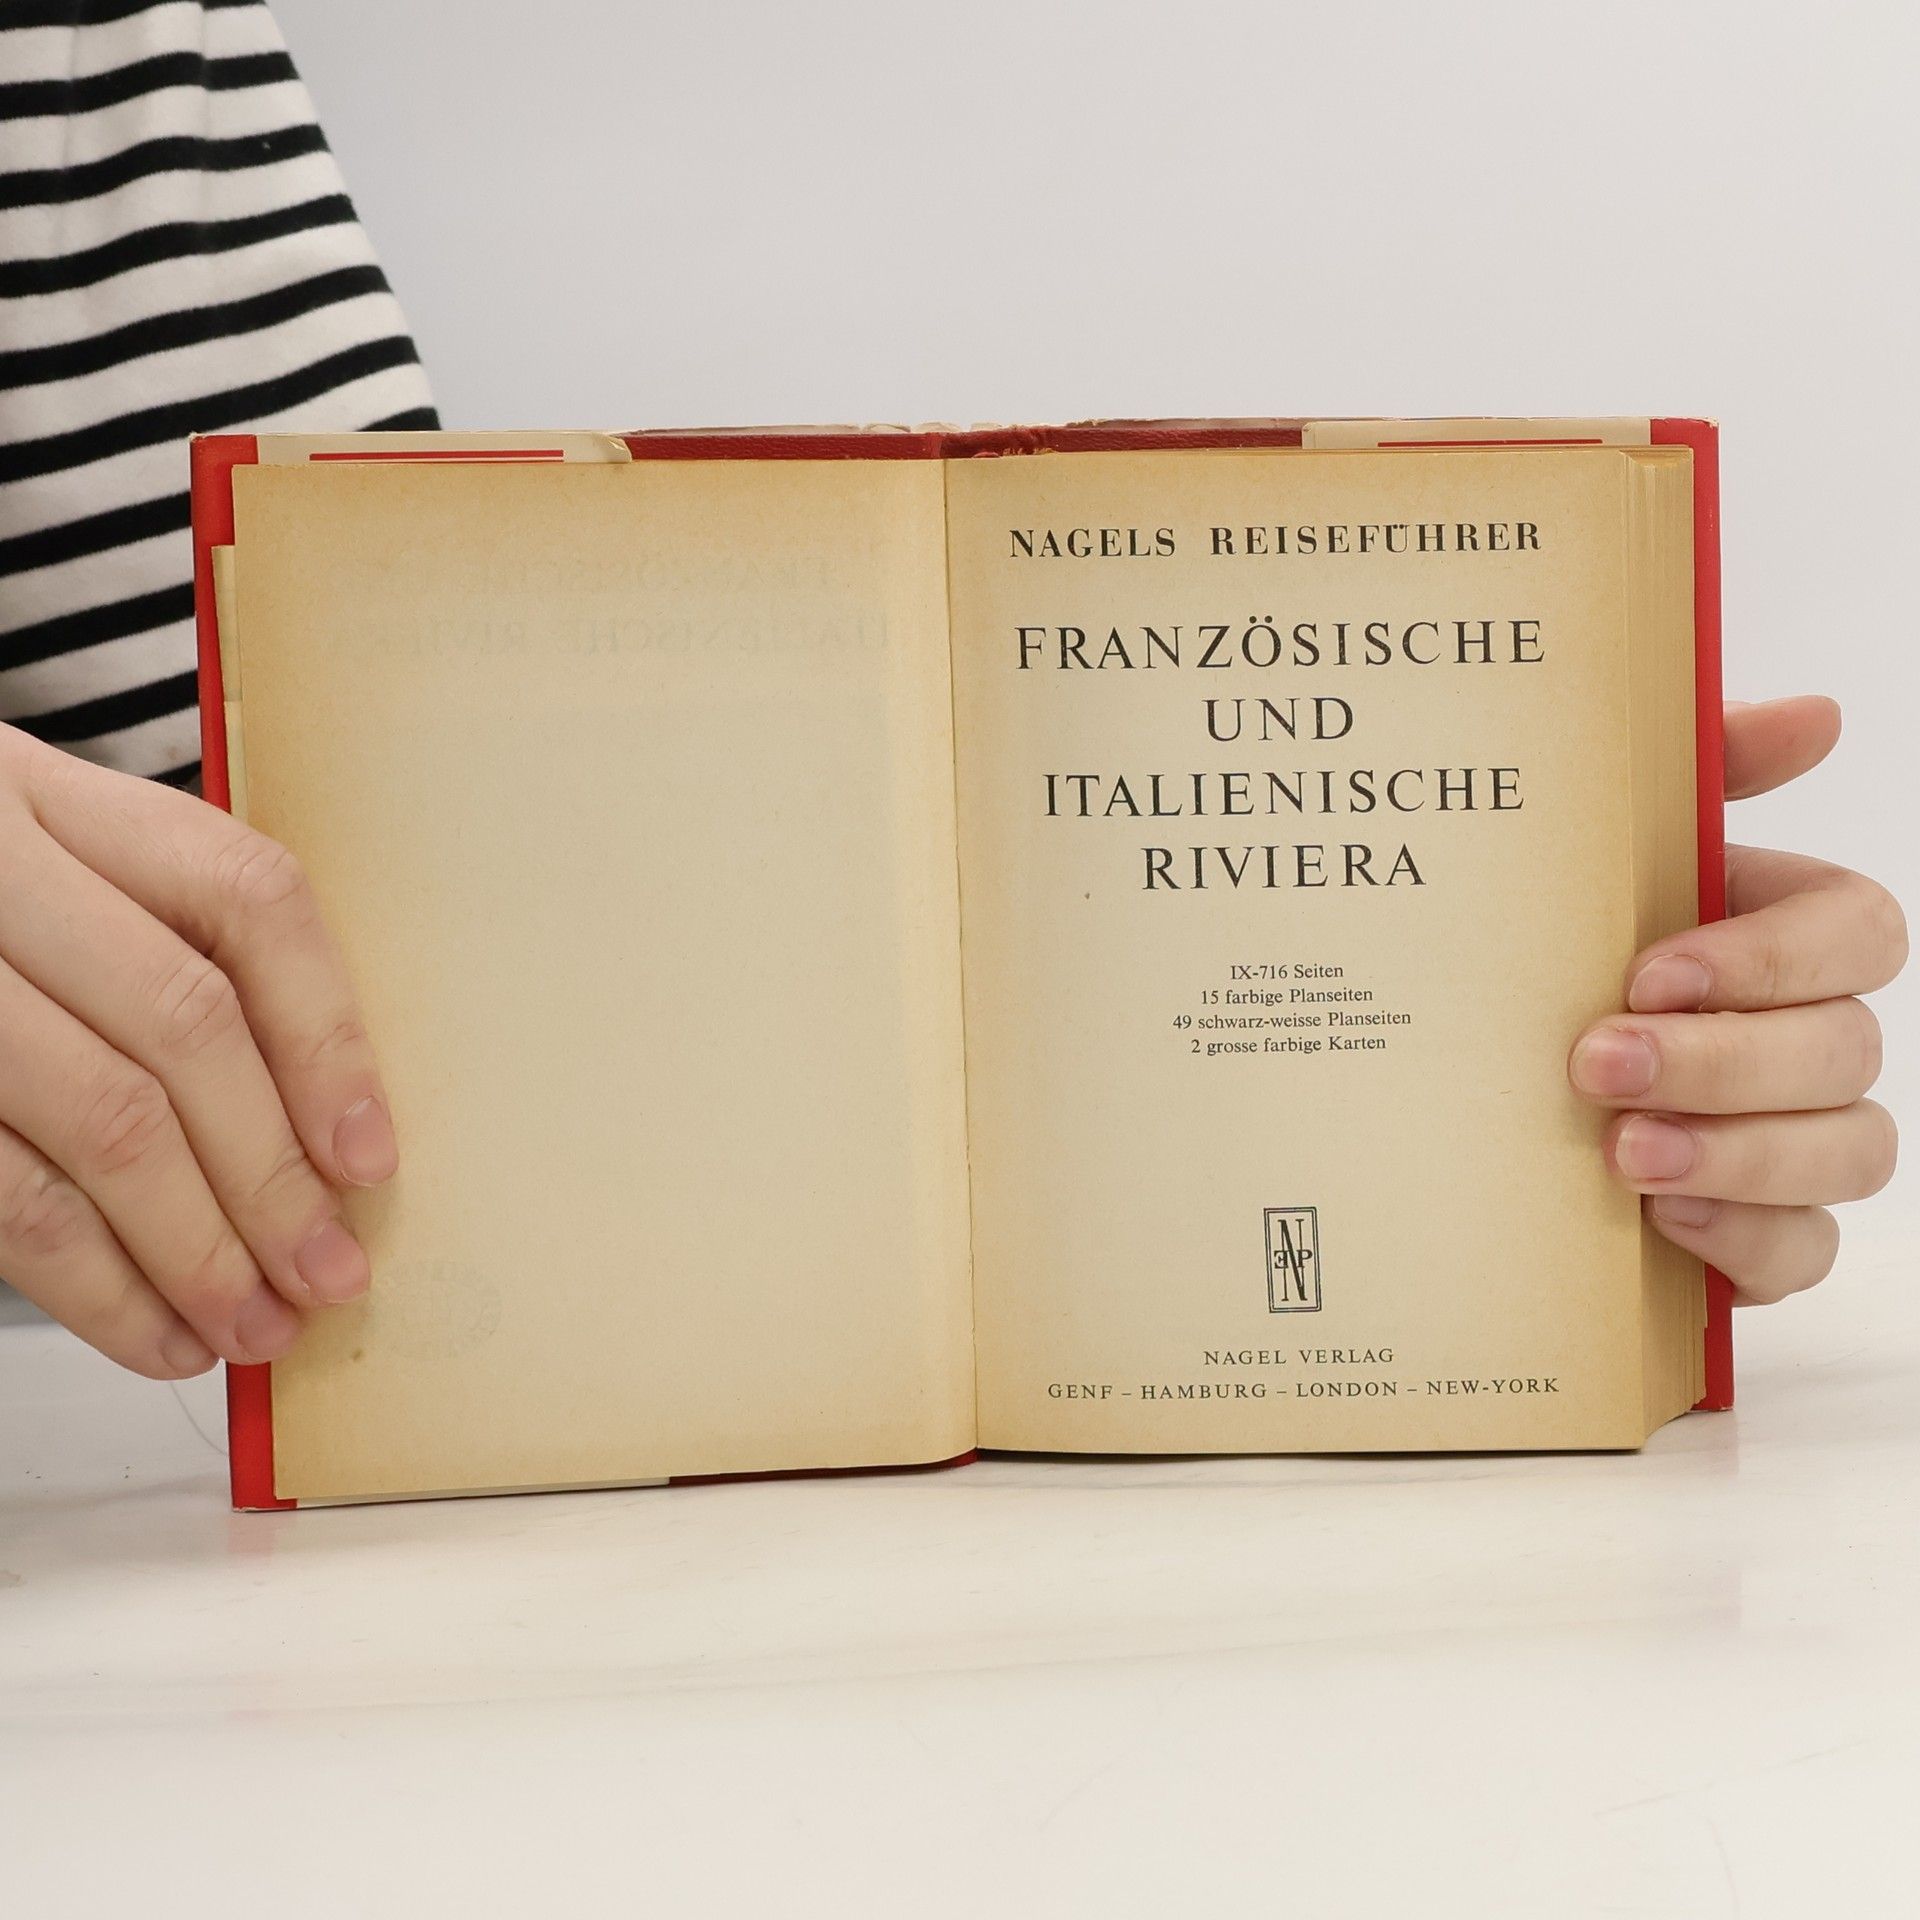 NAGELS REISEFÜHRER
FRANZÖSISCHE
UND
ITALIENISCHE
RIVIERA
IX-716 Seiten
15 farbige Planseiten
49 schwarz-weisse Planseiten
2 grosse farbige Karten
NEP
NAGEL VERLAG
GENF – HAMBURG – LONDON – NEW-YORK